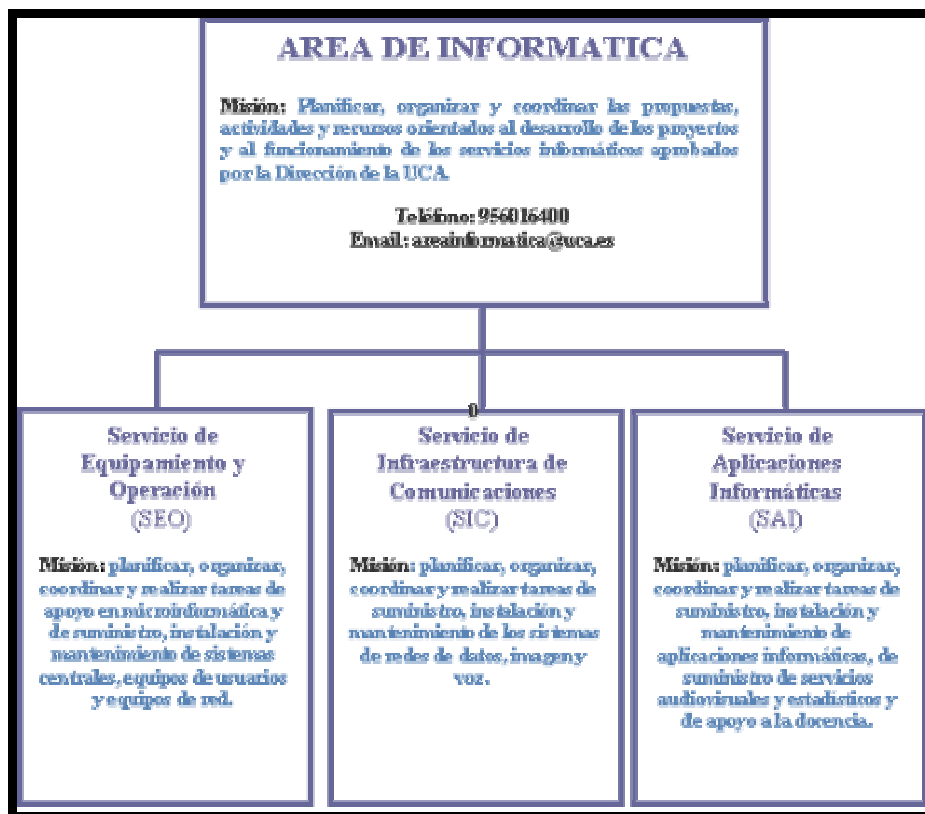 AREA DE INFORMATICA
Misión: Planificar, organizar y coordinar las propuestas,
actividades y recursos orientados al desarrollo de los proyectos
y al funcionamiento de los servicios informáticos aprobados
por la Dirección de la UCA.
Teléfono: 956016400
Email: areainformatica@uca.es
0
Servicio de
Equipamiento y
Operación
(SEO)
Misión: planificar, organizar,
coordinar y realizar tareas de
apoyo en microinformática y
de suministro, instalación y
mantenimiento de sistemas
centrales, equipos de usuarios
y equipos de red.
Servicio de
Infraestructura de
Comunicaciones
(SIC)
Misión: planificar, organizar,
coordinar y realizar tareas de
suministro, instalación y
mantenimiento de los sistemas
de redes de datos, imagen y
voz.
Servicio de
Aplicaciones
Informáticas
(SAI)
Misión: planificar, organizar,
coordinar y realizar tareas de
suministro, instalación y
mantenimiento de
aplicaciones informáticas, de
suministro de servicios
audiovisuales y estadísticos y
de apoyo a la docencia.